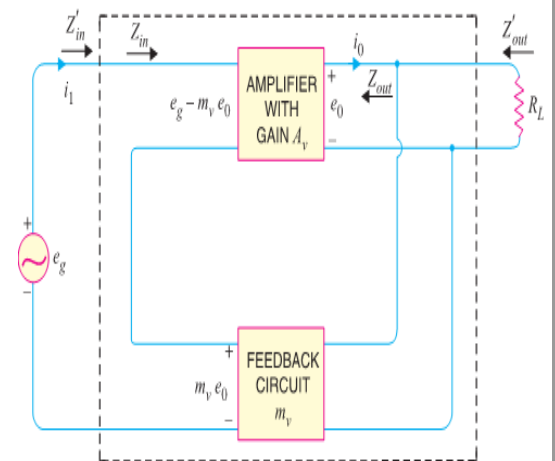 Z'in
Zin
i0
Z'out
i1
eg – mv e0
AMPLIFIER
WITH
GAIN Av
+
e0
–
Zout
RL
+
eg
–
+
mv e0
–
FEEDBACK
CIRCUIT
mv